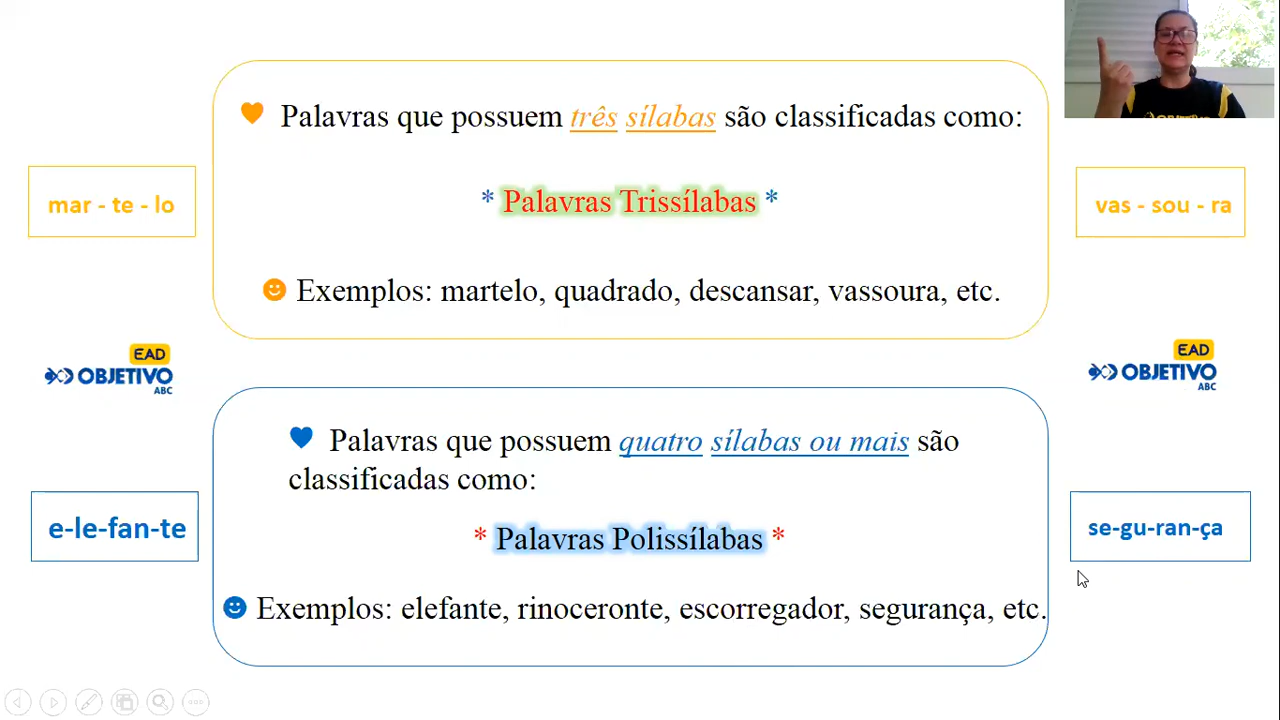 Palavras que possuem três sílabas são classificadas como:
* Palavras Trissílabas *
mar - te - lo
vas - sou - ra
Exemplos: martelo, quadrado, descansar, vassoura, etc.
EAD
OBJETIVO
ABC
EAD
OBJETIVO
ABC
Palavras que possuem quatro sílabas ou mais são
classificadas como:
e-le-fan-te
* Palavras Polissílabas *
se-gu-ran-ça
Exemplos: elefante, rinoceronte, escorregador, segurança, etc.
OBJETIVO